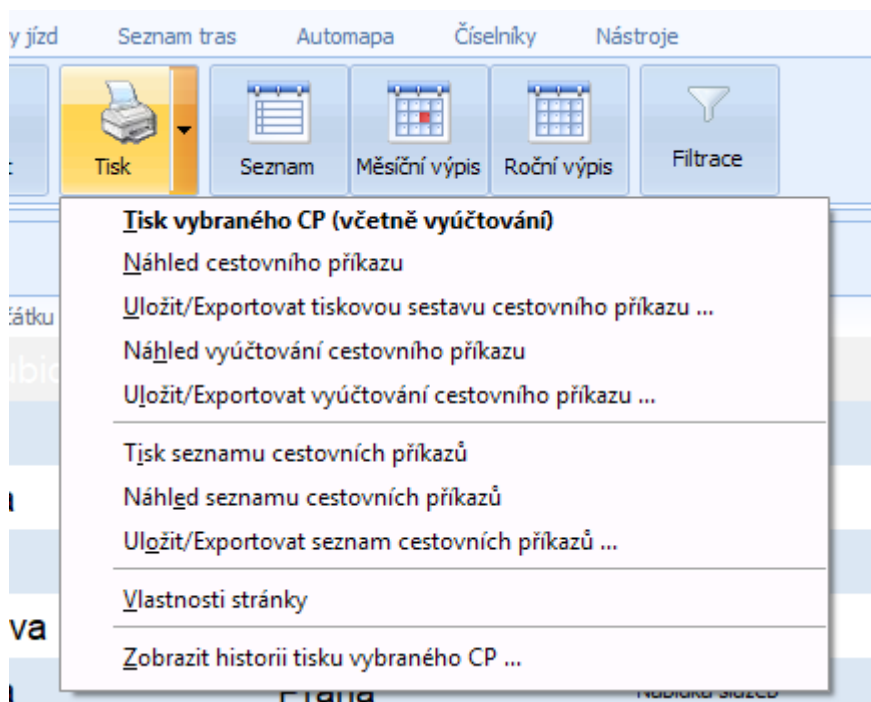 y jízd Seznam tras Automapa Číselníky Nástroje
Tisk Seznam Měsíční výpis Roční výpis Filtrace
Tisk vybraného CP (včetně vyúčtování)
Náhled cestovního příkazu
Uložit/Exportovat tiskovou sestavu cestovního příkazu ...
Náhled vyúčtování cestovního příkazu
Uložit/Exportovat vyúčtování cestovního příkazu ...
Tisk seznamu cestovních příkazů
Náhled seznamu cestovních příkazů
Uložit/Exportovat seznam cestovních příkazů ...
Vlastnosti stránky
va
Zobrazit historii tisku vybraného CP ...
Praha